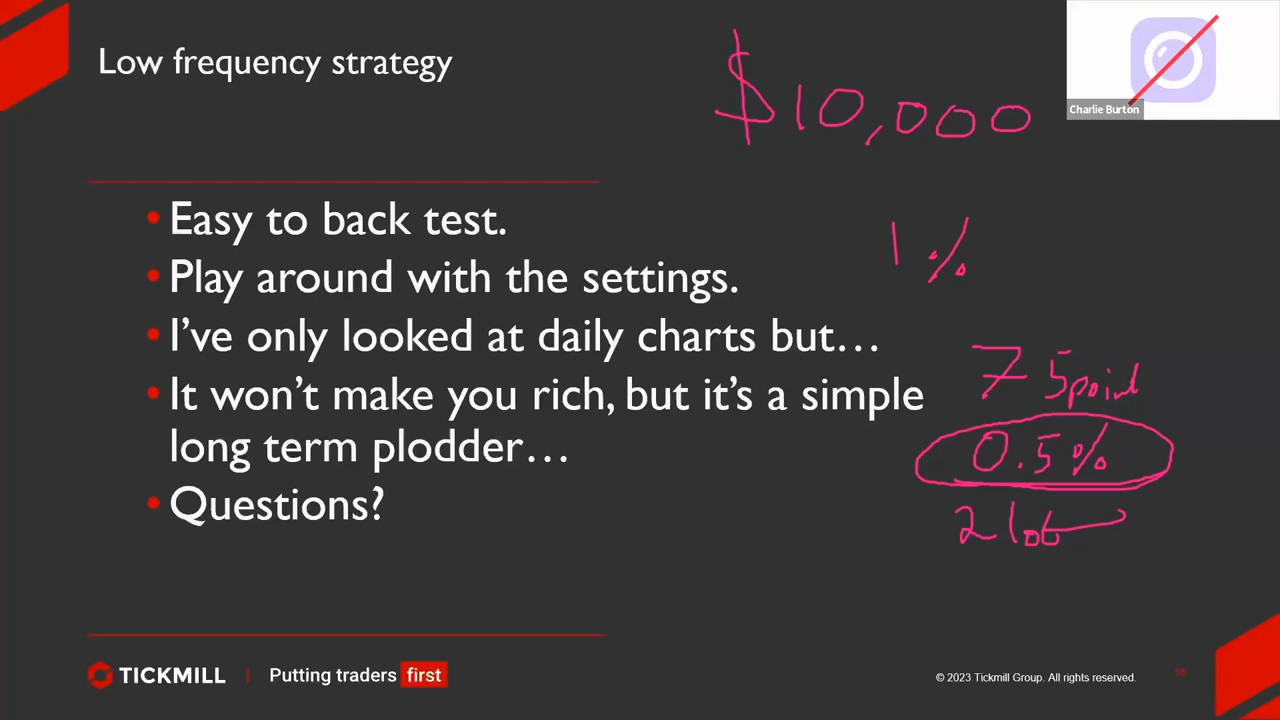 Low frequency strategy
$10,000
Charlie Burton
• Easy to back test.
• Play around with the settings.
1%
• I've only looked at daily charts but...
• It won't make you rich, but it's a simple
long term plodder...
75point
0.5%
• Questions?
2 lot
TICKMILL | Putting traders first
© 2023 Tickmill Group. All rights reserved.